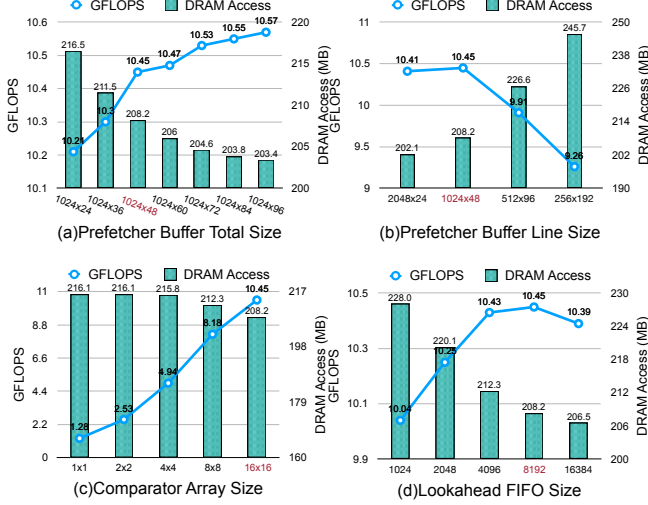 GFLOPS DRAM Access
10.6 220
216.5 10.45 10.47 10.53 10.55 10.57
10.5 215
211.5
10.4 210
208.2
10.3 10.3 206 205
10.21 204.6 203.8 203.4
10.2
10.1 200
GFLOPS
DRAM Access (MB)
1024x24 1024x36 1024x48 1024x60 1024x72 1024x84 1024x96
(a)Prefetcher Buffer Total Size
GFLOPS DRAM Access
11 250
245.7
10.41 10.45 238
10.5
226.6 226
10 9.91
214
202.1 208.2
9.5 202
9.26
9 190
GFLOPS
DRAM Access (MB)
2048x24 1024x48 512x96 256x192
(b)Prefetcher Buffer Line Size
GFLOPS DRAM Access
216.1 216.1 215.8 212.3 10.45
11 217
208.2
8.8 8.18 198
6.6
4.94
4.4 179
2.53
2.2 1.28
0 160
GFLOPS
DRAM Access (MB)
1x1 2x2 4x4 8x8 16x16
(c)Comparator Array Size
GFLOPS DRAM Access
10.5 228.0 10.43 10.45 10.39 230
224
220.1
10.3 10.25 218
212.3 212
10.1 10.04 208.2 206.5
206
9.9 200
GFLOPS
DRAM Access (MB)
1024 2048 4096 8192 16384
(d)Lookahead FIFO Size